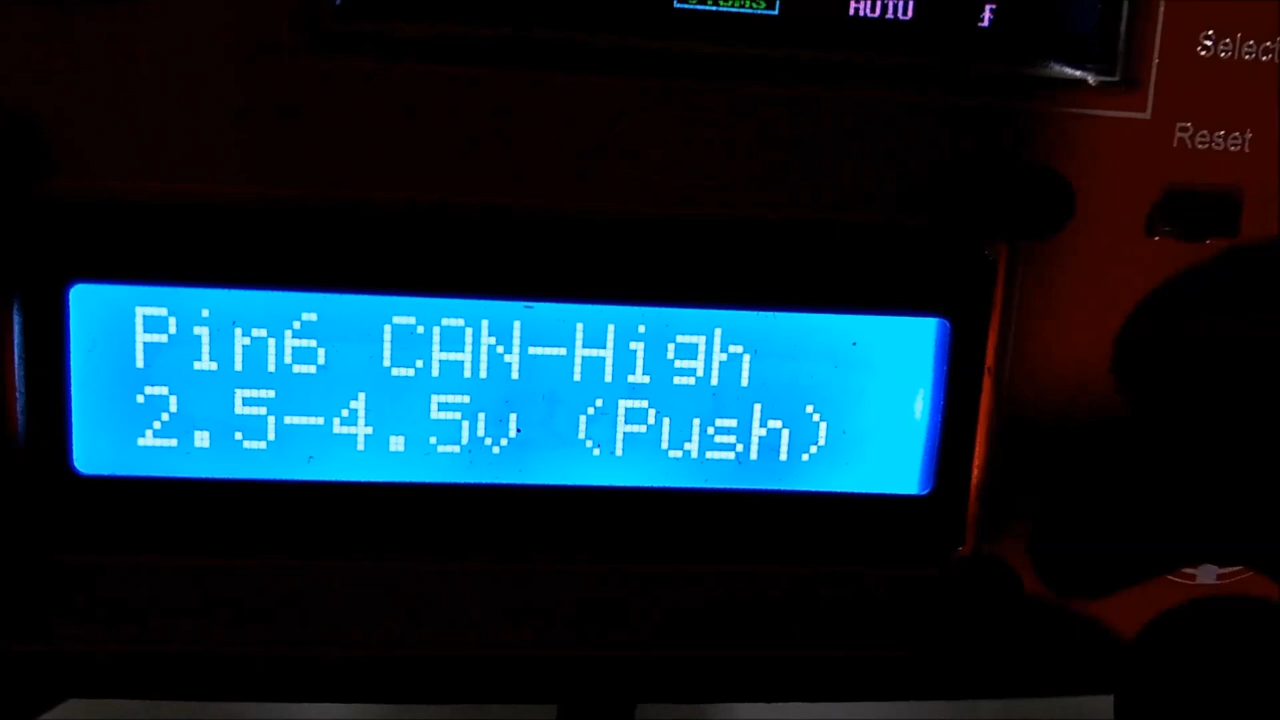 AUTO
Select
Reset
Pin6 CAN-High
2.5-4.5v (Push)